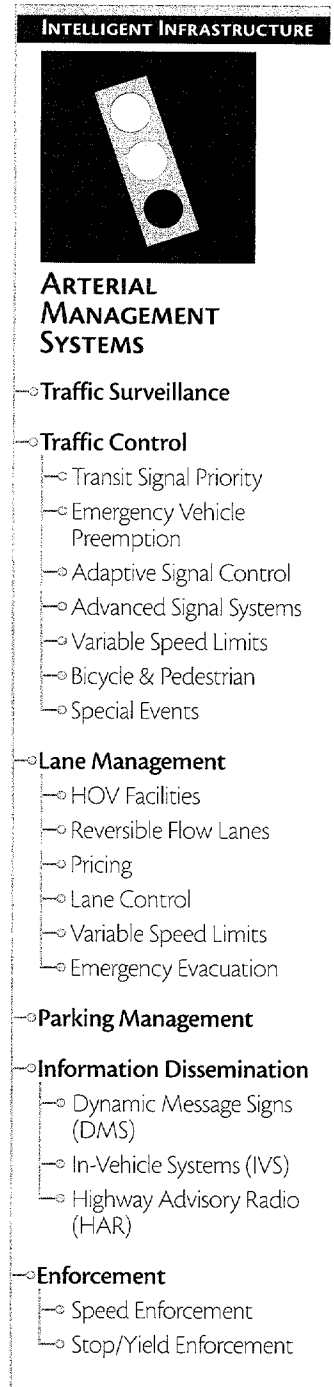 INTELLIGENT INFRASTRUCTURE
ARTERIAL
MANAGEMENT
SYSTEMS
Traffic Surveillance
Traffic Control
Transit Signal Priority
Emergency Vehicle
Preemption
Adaptive Signal Control
Advanced Signal Systems
Variable Speed Limits
Bicycle & Pedestrian
Special Events
Lane Management
HOV Facilities
Reversible Flow Lanes
Pricing
Lane Control
Variable Speed Limits
Emergency Evacuation
Parking Management
Information Dissemination
Dynamic Message Signs
(DMS)
In-Vehicle Systems (IVS)
Highway Advisory Radio
(HAR)
Enforcement
Speed Enforcement
Stop/Yield Enforcement